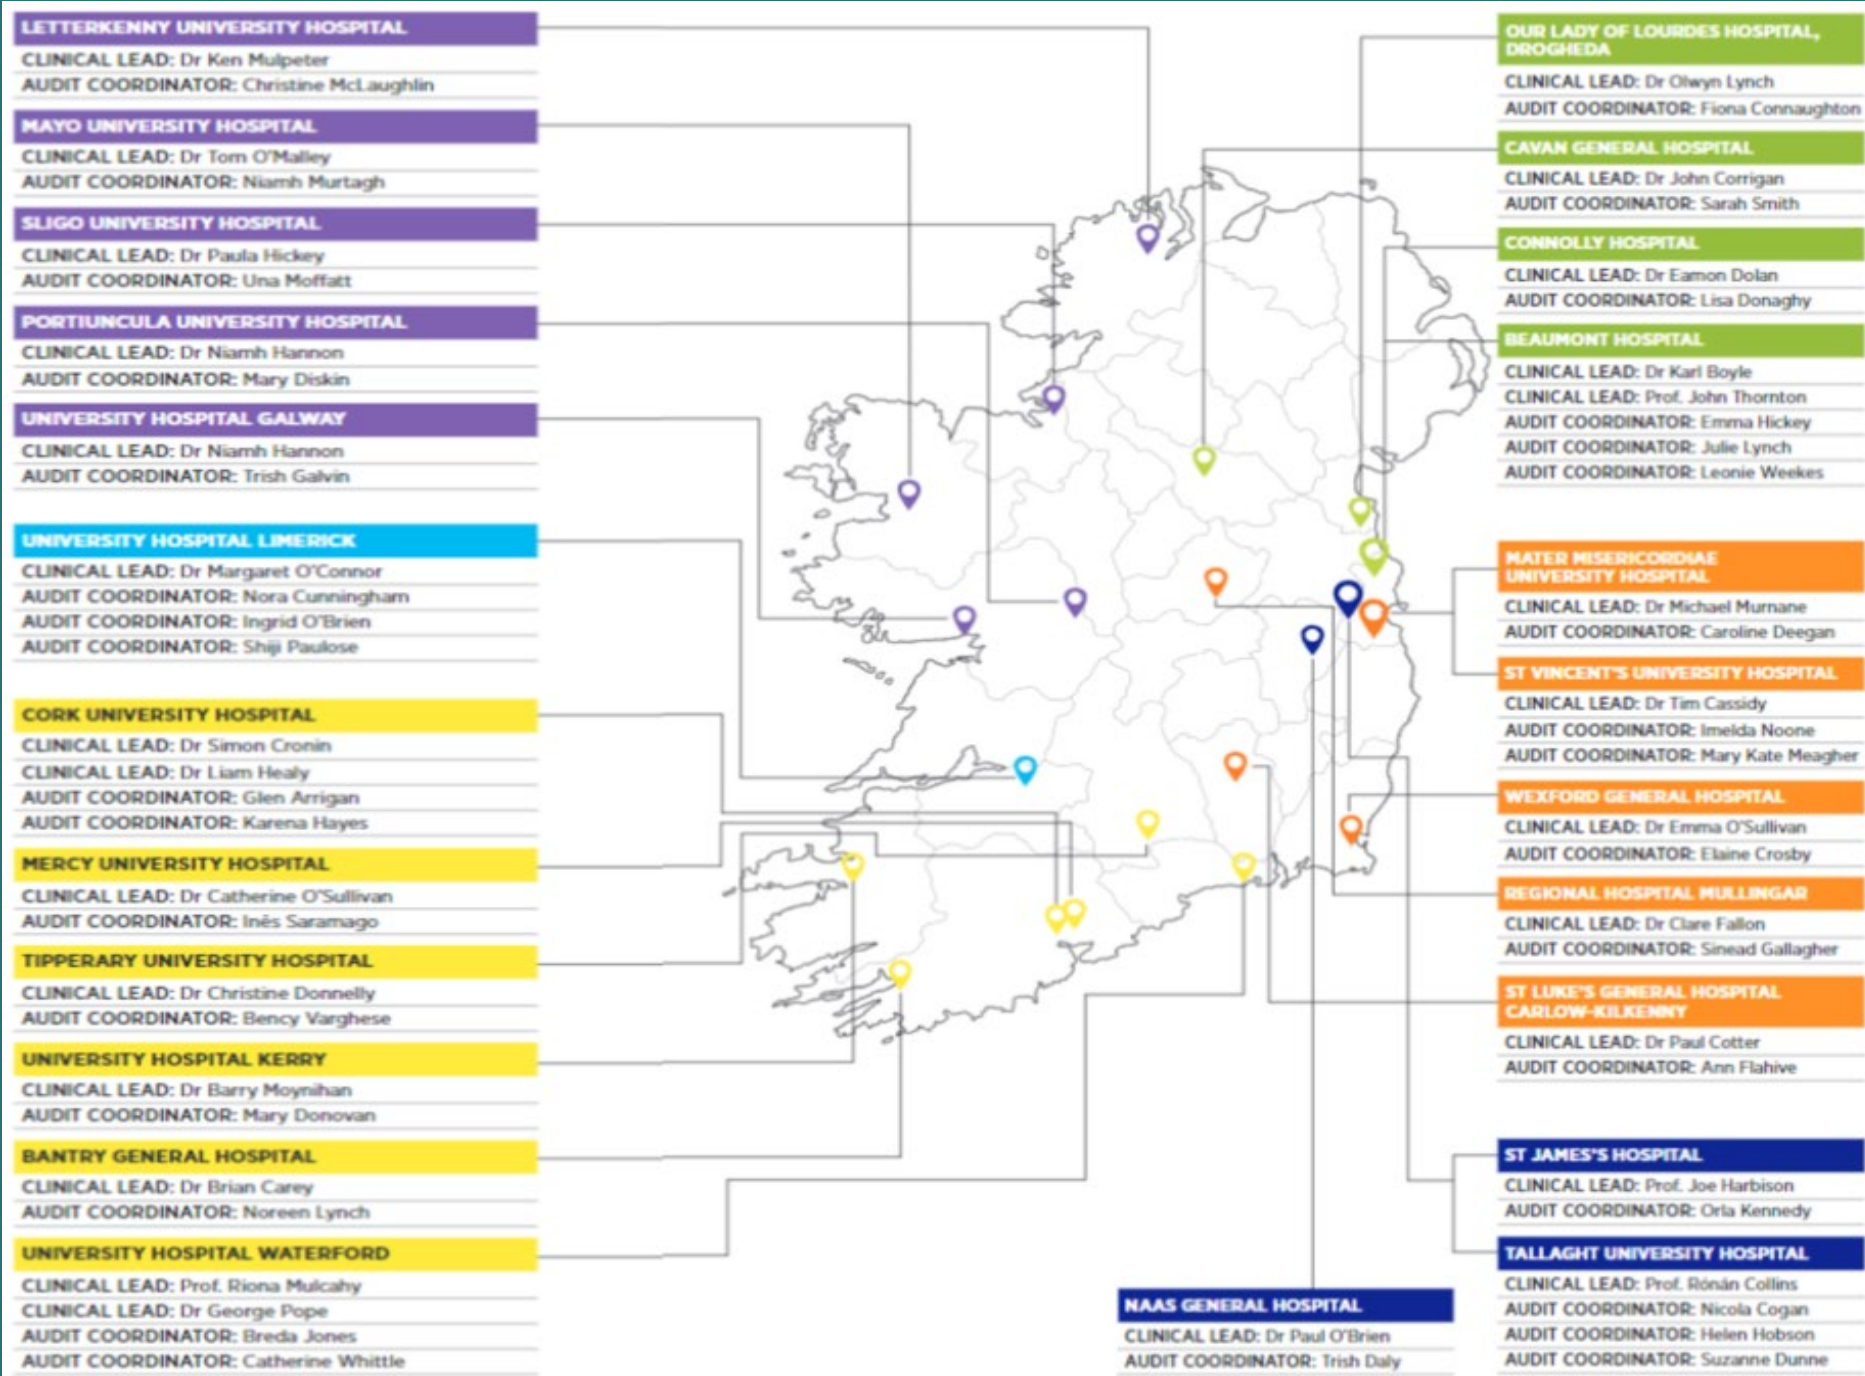 LETTERKENNY UNIVERSITY HOSPITAL
CLINICAL LEAD: Dr Ken Mulpeter
AUDIT COORDINATOR: Christine McLaughlin
MAYO UNIVERSITY HOSPITAL
CLINICAL LEAD: Dr Tom O'Malley
AUDIT COORDINATOR: Niamh Murtagh
SLIGO UNIVERSITY HOSPITAL
CLINICAL LEAD: Dr Paula Hickey
AUDIT COORDINATOR: Una Moffatt
PORTIUNCULA UNIVERSITY HOSPITAL
CLINICAL LEAD: Dr Niamh Hannon
AUDIT COORDINATOR: Mary Diskin
UNIVERSITY HOSPITAL GALWAY
CLINICAL LEAD: Dr Niamh Hannon
AUDIT COORDINATOR: Trish Galvin
UNIVERSITY HOSPITAL LIMERICK
CLINICAL LEAD: Dr Margaret O'Connor
AUDIT COORDINATOR: Nora Cunningham
AUDIT COORDINATOR: Ingrid O'Brien
AUDIT COORDINATOR: Shiji Paulose
CORK UNIVERSITY HOSPITAL
CLINICAL LEAD: Dr Simon Cronin
CLINICAL LEAD: Dr Liam Healy
AUDIT COORDINATOR: Glen Arrigan
AUDIT COORDINATOR: Karena Hayes
MERCY UNIVERSITY HOSPITAL
CLINICAL LEAD: Dr Catherine O'Sullivan
AUDIT COORDINATOR: Inês Saramago
TIPPERARY UNIVERSITY HOSPITAL
CLINICAL LEAD: Dr Christine Donnelly
AUDIT COORDINATOR: Bency Varghese
UNIVERSITY HOSPITAL KERRY
CLINICAL LEAD: Dr Barry Moynihan
AUDIT COORDINATOR: Mary Donovan
BANTRY GENERAL HOSPITAL
CLINICAL LEAD: Dr Brian Carey
AUDIT COORDINATOR: Noreen Lynch
UNIVERSITY HOSPITAL WATERFORD
CLINICAL LEAD: Prof. Riona Mulcahy
CLINICAL LEAD: Dr George Pope
AUDIT COORDINATOR: Breda Jones
AUDIT COORDINATOR: Catherine Whittle
NAAS GENERAL HOSPITAL
CLINICAL LEAD: Dr Paul O'Brien
AUDIT COORDINATOR: Trish Daly
OUR LADY OF LOURDES HOSPITAL,
DROGHEDA
CLINICAL LEAD: Dr Olwyn Lynch
AUDIT COORDINATOR: Fiona Connaughton
CAVAN GENERAL HOSPITAL
CLINICAL LEAD: Dr John Corrigan
AUDIT COORDINATOR: Sarah Smith
CONNOLLY HOSPITAL
CLINICAL LEAD: Dr Eamon Dolan
AUDIT COORDINATOR: Lisa Donaghy
BEAUMONT HOSPITAL
CLINICAL LEAD: Dr Karl Boyle
CLINICAL LEAD: Prof. John Thornton
AUDIT COORDINATOR: Emma Hickey
AUDIT COORDINATOR: Julie Lynch
AUDIT COORDINATOR: Leonie Weekes
MATER MISERICORDIAE
UNIVERSITY HOSPITAL
CLINICAL LEAD: Dr Michael Murnane
AUDIT COORDINATOR: Caroline Deegan
ST VINCENT'S UNIVERSITY HOSPITAL
CLINICAL LEAD: Dr Tim Cassidy
AUDIT COORDINATOR: Imelda Noone
AUDIT COORDINATOR: Mary Kate Meagher
WEXFORD GENERAL HOSPITAL
CLINICAL LEAD: Dr Emma O'Sullivan
AUDIT COORDINATOR: Elaine Crosby
REGIONAL HOSPITAL MULLINGAR
CLINICAL LEAD: Dr Clare Fallon
AUDIT COORDINATOR: Sinead Gallagher
ST LUKE'S GENERAL HOSPITAL
CARLOW-KILKENNY
CLINICAL LEAD: Dr Paul Cotter
AUDIT COORDINATOR: Ann Flahive
ST JAMES'S HOSPITAL
CLINICAL LEAD: Prof. Joe Harbison
AUDIT COORDINATOR: Orla Kennedy
TALLAGHT UNIVERSITY HOSPITAL
CLINICAL LEAD: Prof. Rónán Collins
AUDIT COORDINATOR: Nicola Cogan
AUDIT COORDINATOR: Helen Hobson
AUDIT COORDINATOR: Suzanne Dunne